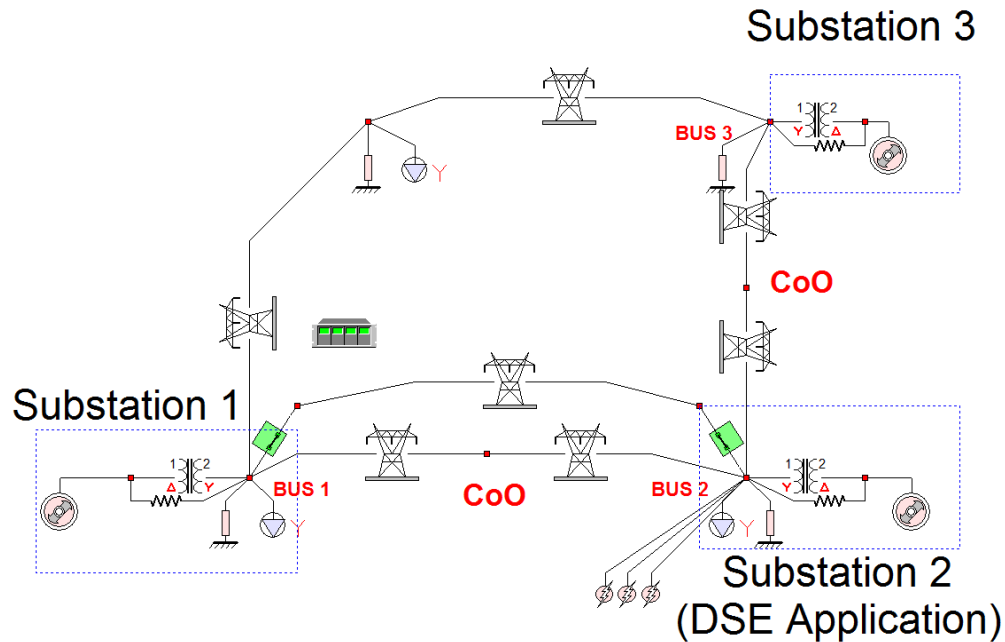 Substation 3
1 2
Y Δ
BUS 3
Y
CoO
Substation 1
1 2
Δ Y
BUS 1
Y
CoO
BUS 2
1 2
Y Δ
Y
Substation 2
(DSE Application)